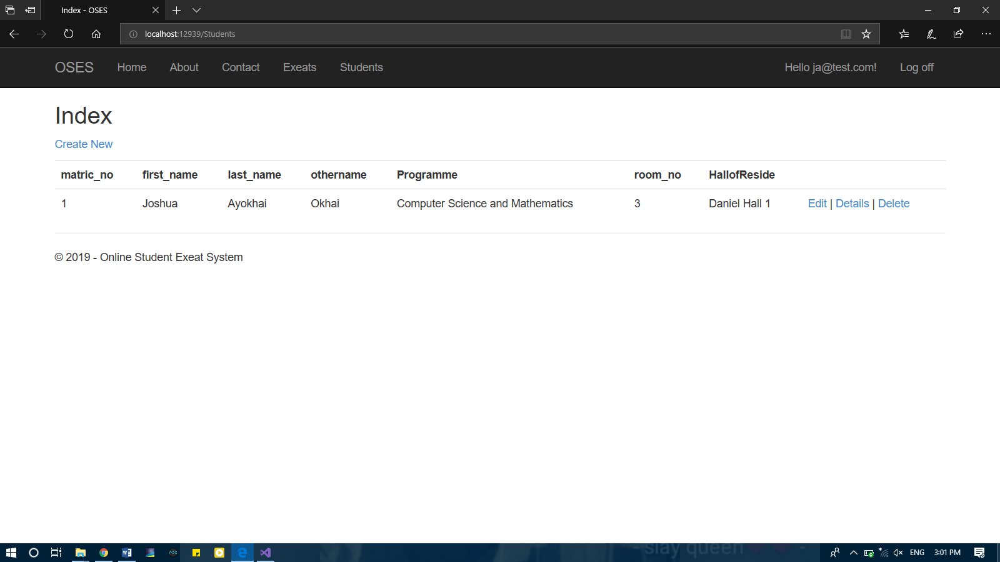 Index - OSES
localhost:12939/Students
OSES Home About Contact Exeats Students Hello ja@test.com! Log off
Index
Create New
matric_no first_name last_name othername Programme room_no HallofReside
1 Joshua Ayokhai Okhai Computer Science and Mathematics 3 Daniel Hall 1 Edit | Details | Delete
© 2019 - Online Student Exeat System
- slay queen -
ENG 3:01 PM